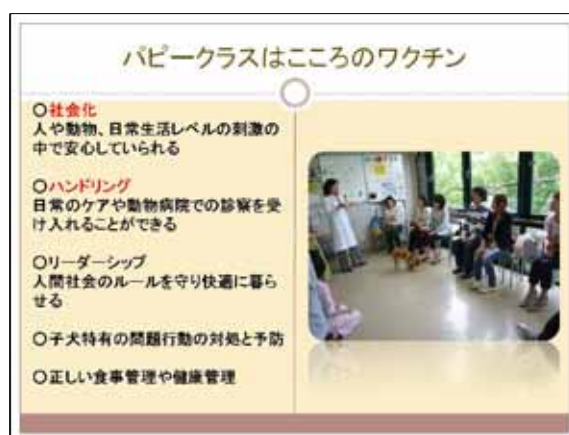 パピークラスはこころのワクチン
○社会化
人や動物、日常生活レベルの刺激の
中で安心していられる
○ハンドリング
日常のケアや動物病院での診察を受
け入れることができる
○リーダーシップ
人間社会のルールを守り快適に暮ら
せる
○子犬特有の問題行動の対処と予防
○正しい食事管理や健康管理